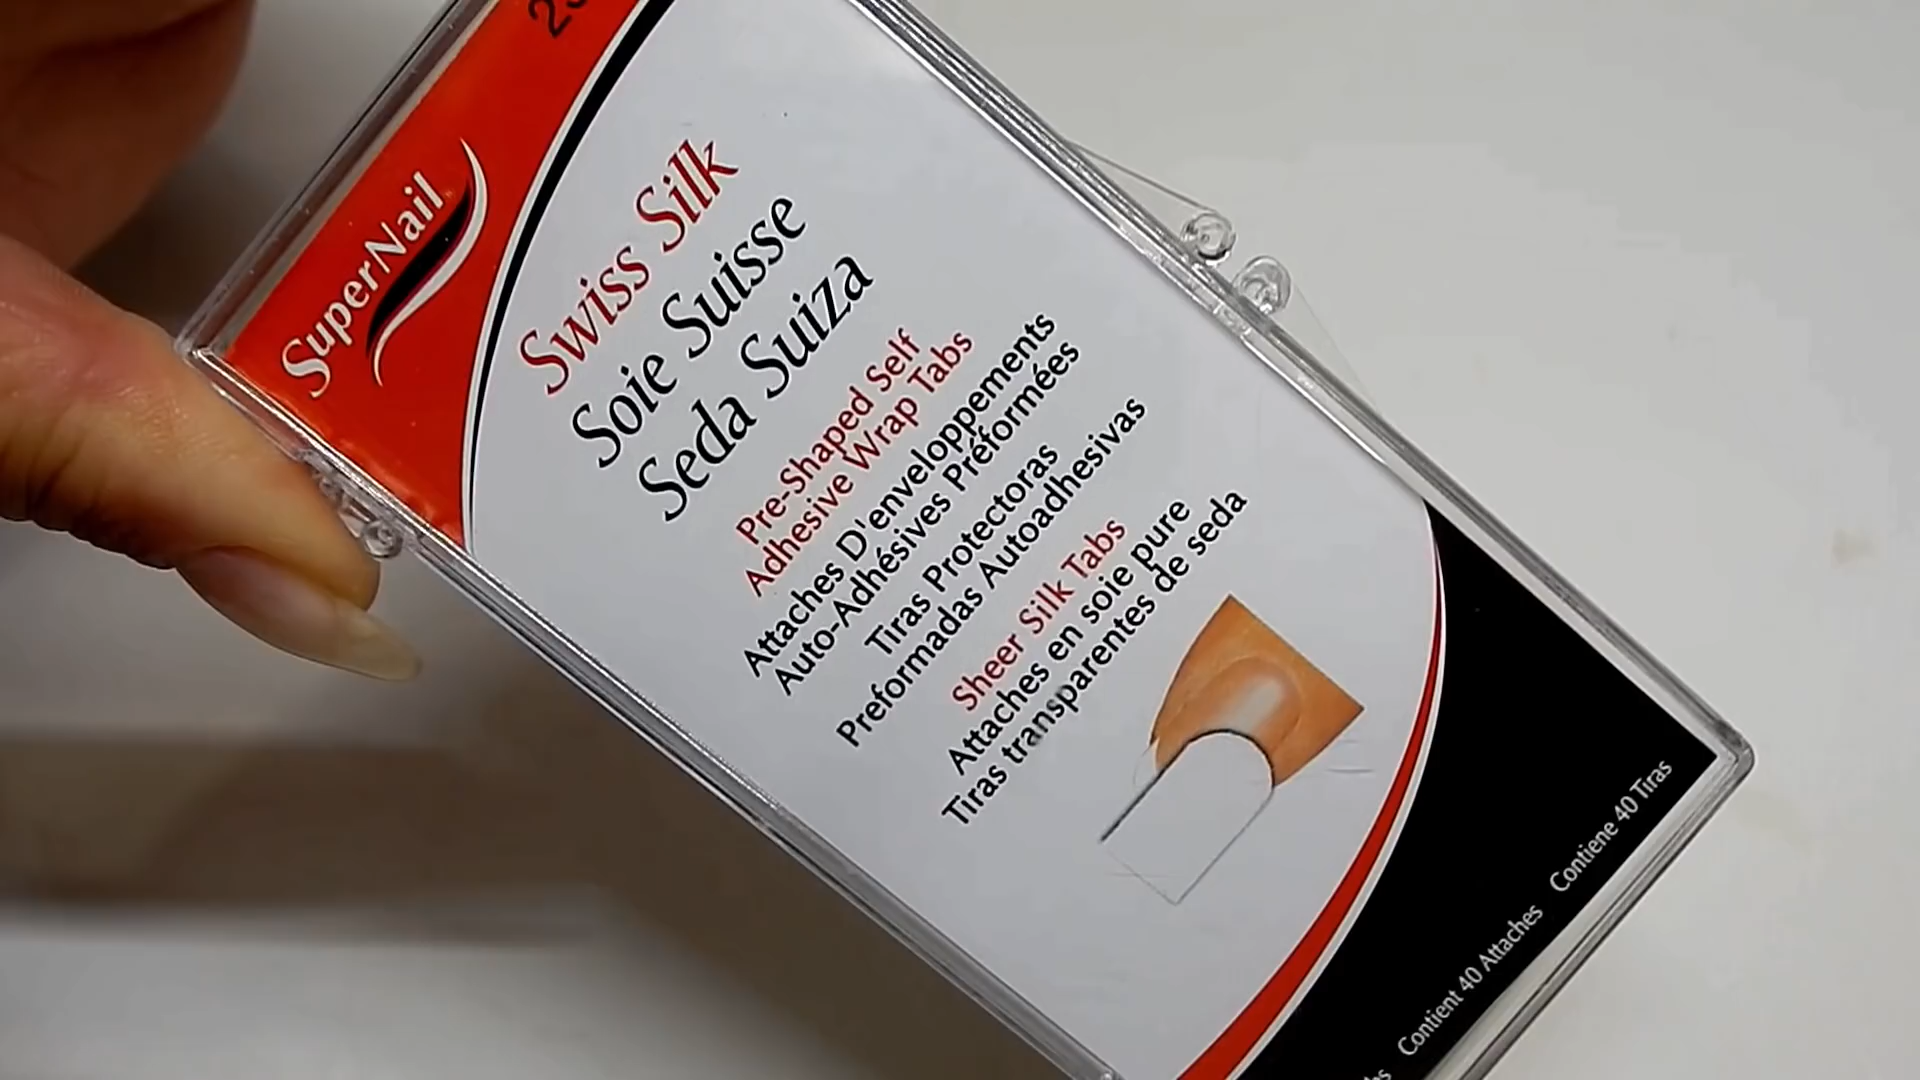 SuperNail
Swiss Silk
Soie Suisse
Seda Suiza
Pre-Shaped Self
Adhesive Wrap Tabs
Attaches D'enveloppements
Auto-Adhésives Préformées
Tiras Protectoras
Preformadas Autoadhesivas
Sheer Silk Tabs
Attaches en soie pure
Tiras transparentes de seda
Contient 40 Attaches Contiene 40 Tiras